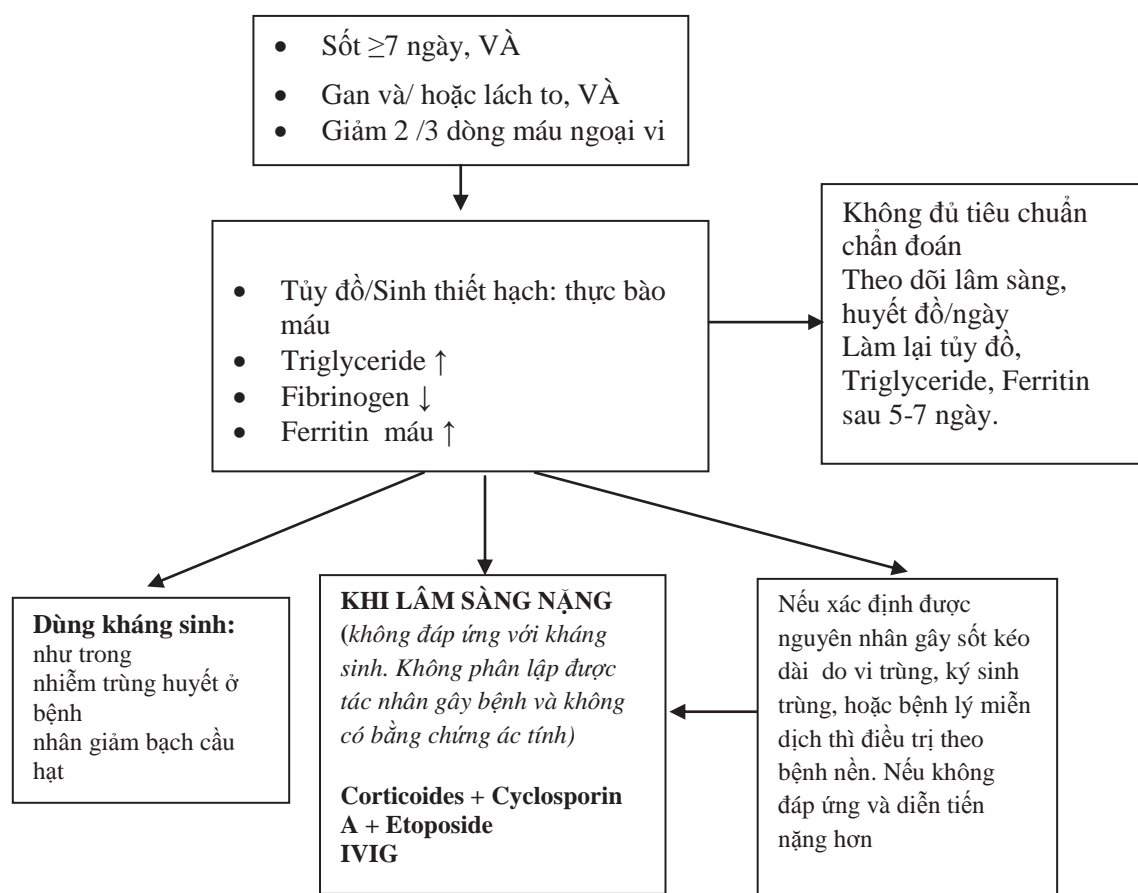 • Sốt ≥7 ngày, VÀ
• Gan và/ hoặc lách to, VÀ
• Giảm 2 /3 dòng máu ngoại vi
• Tủy đồ/Sinh thiết hạch: thực bào
máu
• Triglyceride ↑
• Fibrinogen ↓
• Ferritin máu ↑
Không đủ tiêu chuẩn
chẩn đoán
Theo dõi lâm sàng,
huyết đồ/ngày
Làm lại tủy đồ,
Triglyceride, Ferritin
sau 5-7 ngày.
Dùng kháng sinh:
như trong
nhiễm trùng huyết ở
bệnh
nhân giảm bạch cầu
hạt
KHI LÂM SÀNG NẶNG
(không đáp ứng với kháng
sinh. Không phân lập được
tác nhân gây bệnh và không
có bằng chứng ác tính)
Corticoides + Cyclosporin
A + Etoposide
IVIG
Nếu xác định được
nguyên nhân gây sốt kéo
dài do vi trùng, ký sinh
trùng, hoặc bệnh lý miễn
dịch thì điều trị theo
bệnh nền. Nếu không
đáp ứng và diễn tiến
nặng hơn